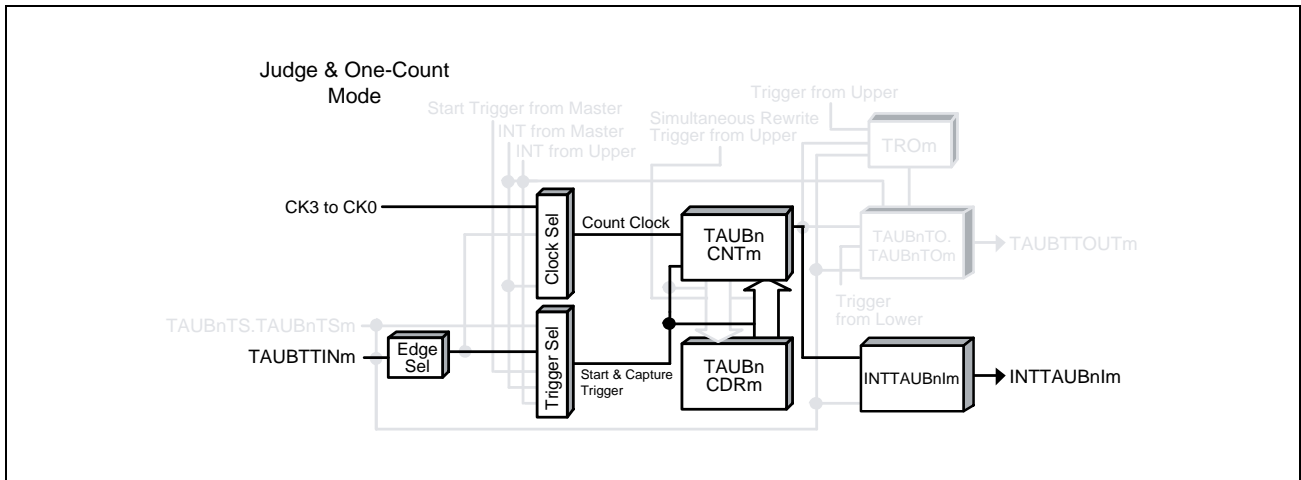 Judge & One-Count
Mode
Start Trigger from Master
INT from Master
INT from Upper
Simultaneous Rewrite
Trigger from Upper
Trigger from Upper
TROm
CK3 to CK0
Clock Sel
Count Clock
TAUBn
CNTm
TAUBnTO.
TAUBnTOm
TAUBTTOUTm
Trigger
from Lower
TAUBnTS.TAUBnTSm
TAUBTTINm
Edge
Sel
Trigger Sel
Start & Capture
Trigger
TAUBn
CDRm
INTTAUBnIm
INTTAUBnIm